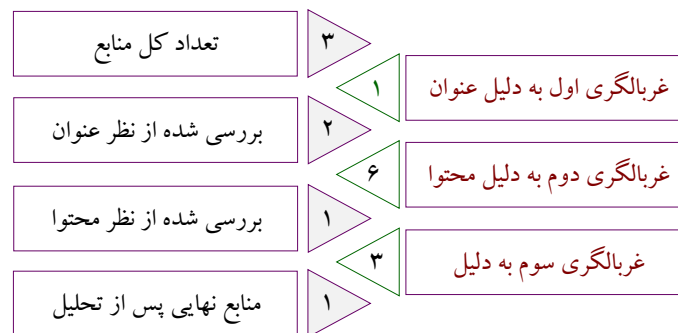 تعداد کل منابع
۳
غربالگری اول به دلیل عنوان
۱
بررسی شده از نظر عنوان
۲
غربالگری دوم به دلیل محتوا
۶
بررسی شده از نظر محتوا
۱
غربالگری سوم به دلیل
۳
منابع نهایی پس از تحلیل
۱